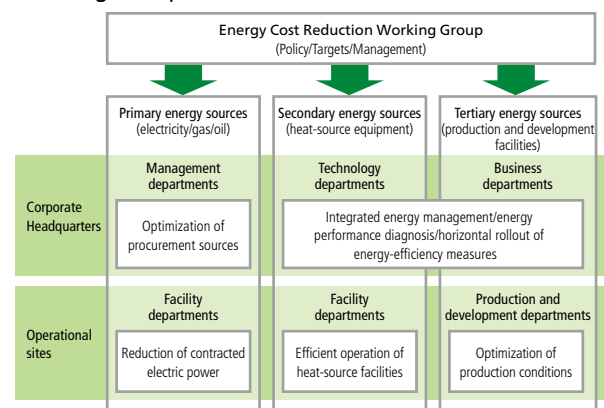 Energy Cost Reduction Working Group
(Policy/Targets/Management)
Primary energy sources
(electricity/gas/oil)
Secondary energy sources
(heat-source equipment)
Tertiary energy sources
(production and development
facilities)
Corporate
Headquarters
Management
departments
Optimization of
procurement sources
Technology
departments
Business
departments
Integrated energy management/energy
performance diagnosis/horizontal rollout of
energy-efficiency measures
Operational
sites
Facility
departments
Reduction of contracted
electric power
Facility
departments
Efficient operation of
heat-source facilities
Production and
development departments
Optimization of
production conditions